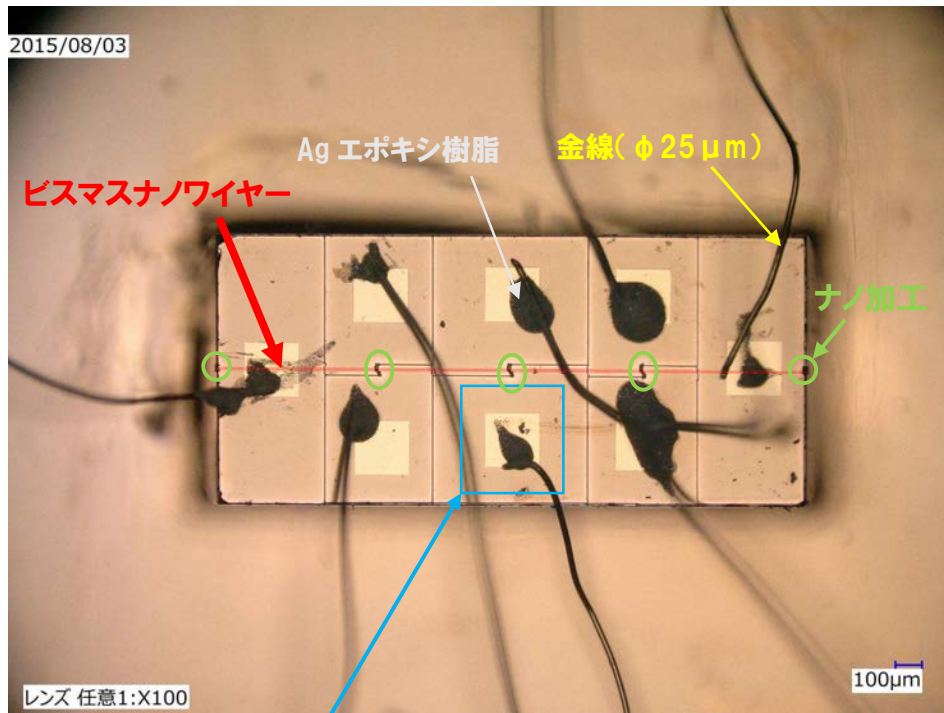 2015/08/03
Ag エポキシ樹脂
金線(φ25μm)
ビスマスナノワイヤー
ナノ加工
100μm
レンズ 任意1:X100